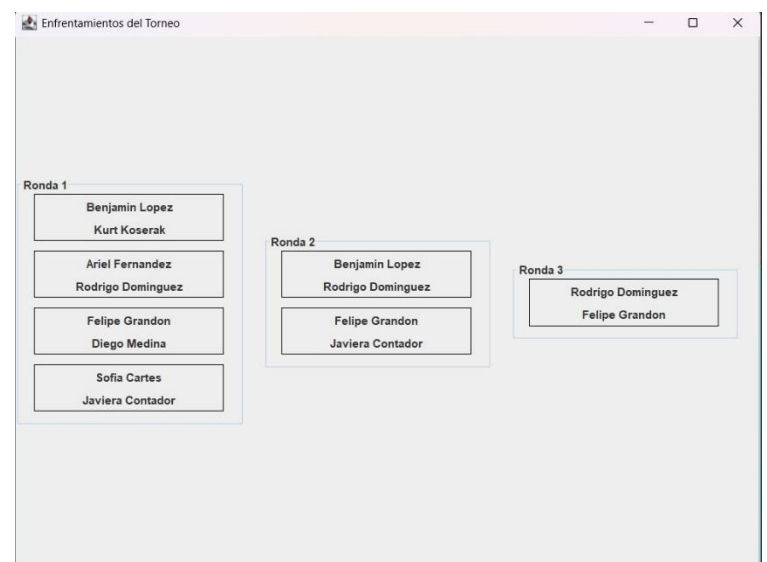 Enfrentamientos del Torneo
Ronda 1
Benjamin Lopez
Kurt Koserak
Ariel Fernandez
Rodrigo Dominguez
Felipe Grandon
Diego Medina
Sofia Cartes
Javiera Contador
Ronda 2
Benjamin Lopez
Rodrigo Dominguez
Felipe Grandon
Javiera Contador
Ronda 3
Rodrigo Dominguez
Felipe Grandon